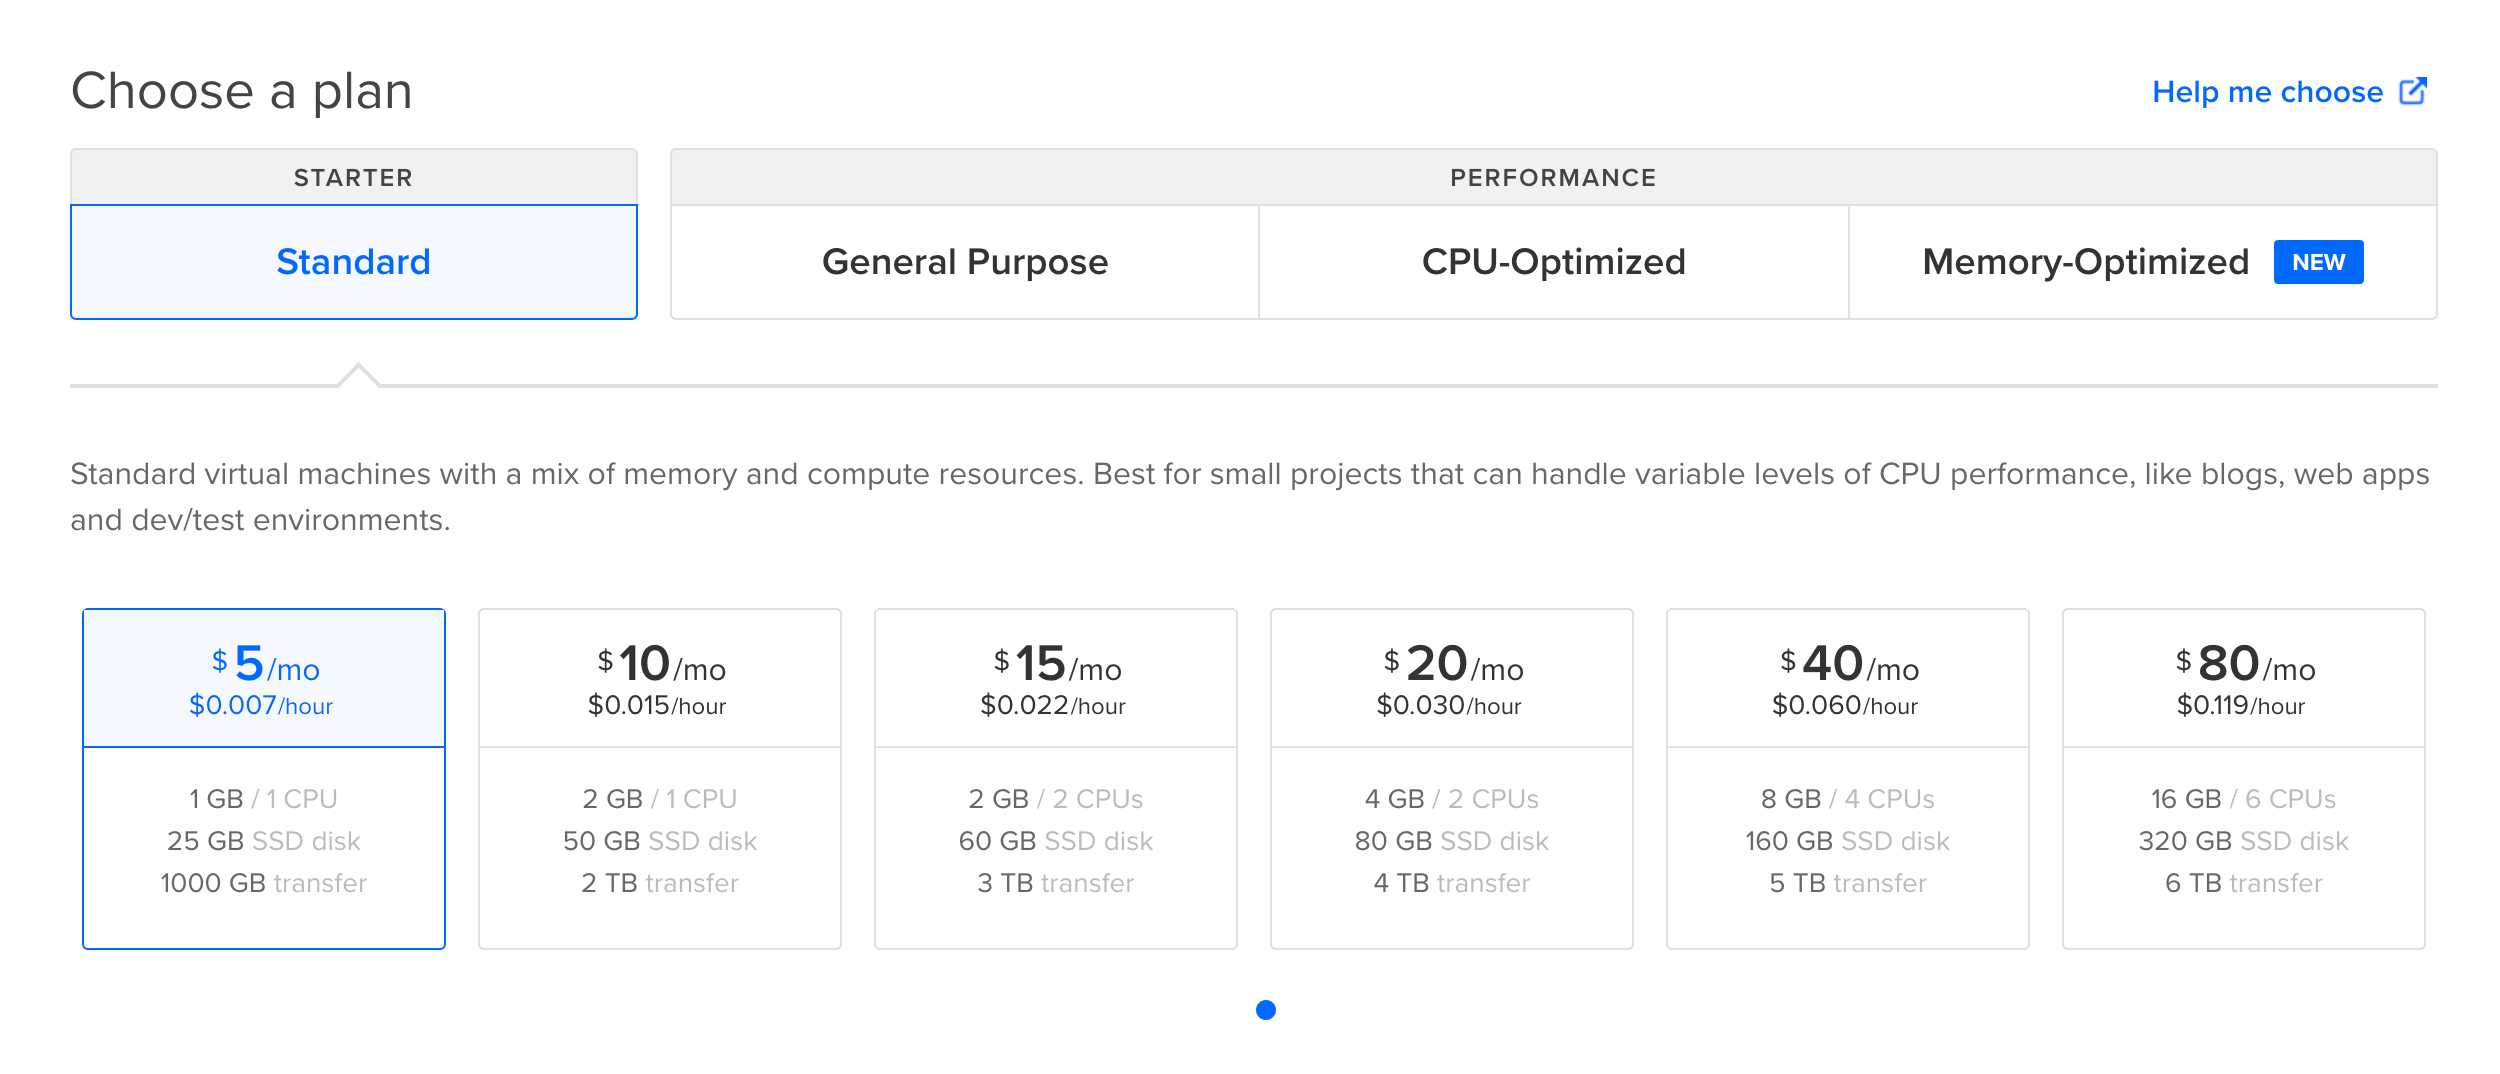 Choose a plan
Help me choose
STARTER
PERFORMANCE
Standard
General Purpose
CPU-Optimized
Memory-Optimized NEW
Standard virtual machines with a mix of memory and compute resources. Best for small projects that can handle variable levels of CPU performance, like blogs, web apps
and dev/test environments.
$5/mo
$0.007/hour
1 GB / 1 CPU
25 GB SSD disk
1000 GB transfer
$10/mo
$0.015/hour
2 GB / 1 CPU
50 GB SSD disk
2 TB transfer
$15/mo
$0.022/hour
2 GB / 2 CPUs
60 GB SSD disk
3 TB transfer
$20/mo
$0.030/hour
4 GB / 2 CPUs
80 GB SSD disk
4 TB transfer
$40/mo
$0.060/hour
8 GB / 4 CPUs
160 GB SSD disk
5 TB transfer
$80/mo
$0.119/hour
16 GB / 6 CPUs
320 GB SSD disk
6 TB transfer